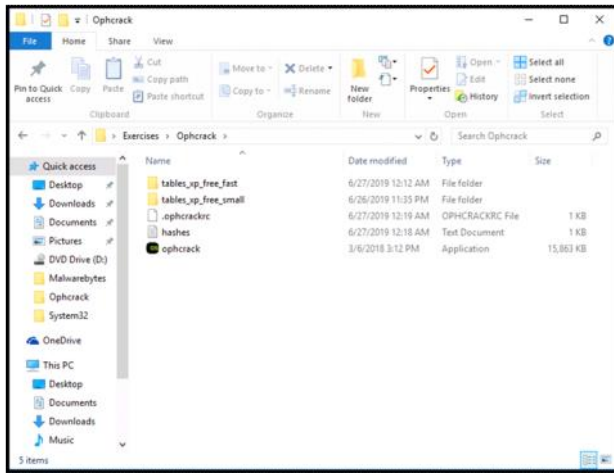 Ophcrack
File Home Share View
Pin to Quick access
Copy
Paste
Cut
Copy path
Paste shortcut
Clipboard
Move to
Copy to
Delete
Rename
Organize
New folder
New
Properties
Open
Edit
History
Open
Select all
Select none
Invert selection
Select
Exercises > Ophcrack >
Search Ophcrack
Name Date modified Type Size
Quick access
Desktop
Downloads
Documents
Pictures
DVD Drive (D:)
Malwarebytes
Ophcrack
System32
OneDrive
This PC
Desktop
Documents
Downloads
Music
tables_xp_free_fast 6/27/2019 12:12 AM File folder
tables_xp_free_small 6/26/2019 11:35 PM File folder
.ophcrackrc 6/27/2019 12:19 AM OPHCRACKRC File 1 KB
hashes 6/27/2019 12:18 AM Text Document 1 KB
ophcrack 3/6/2018 3:12 PM Application 15,863 KB
5 items